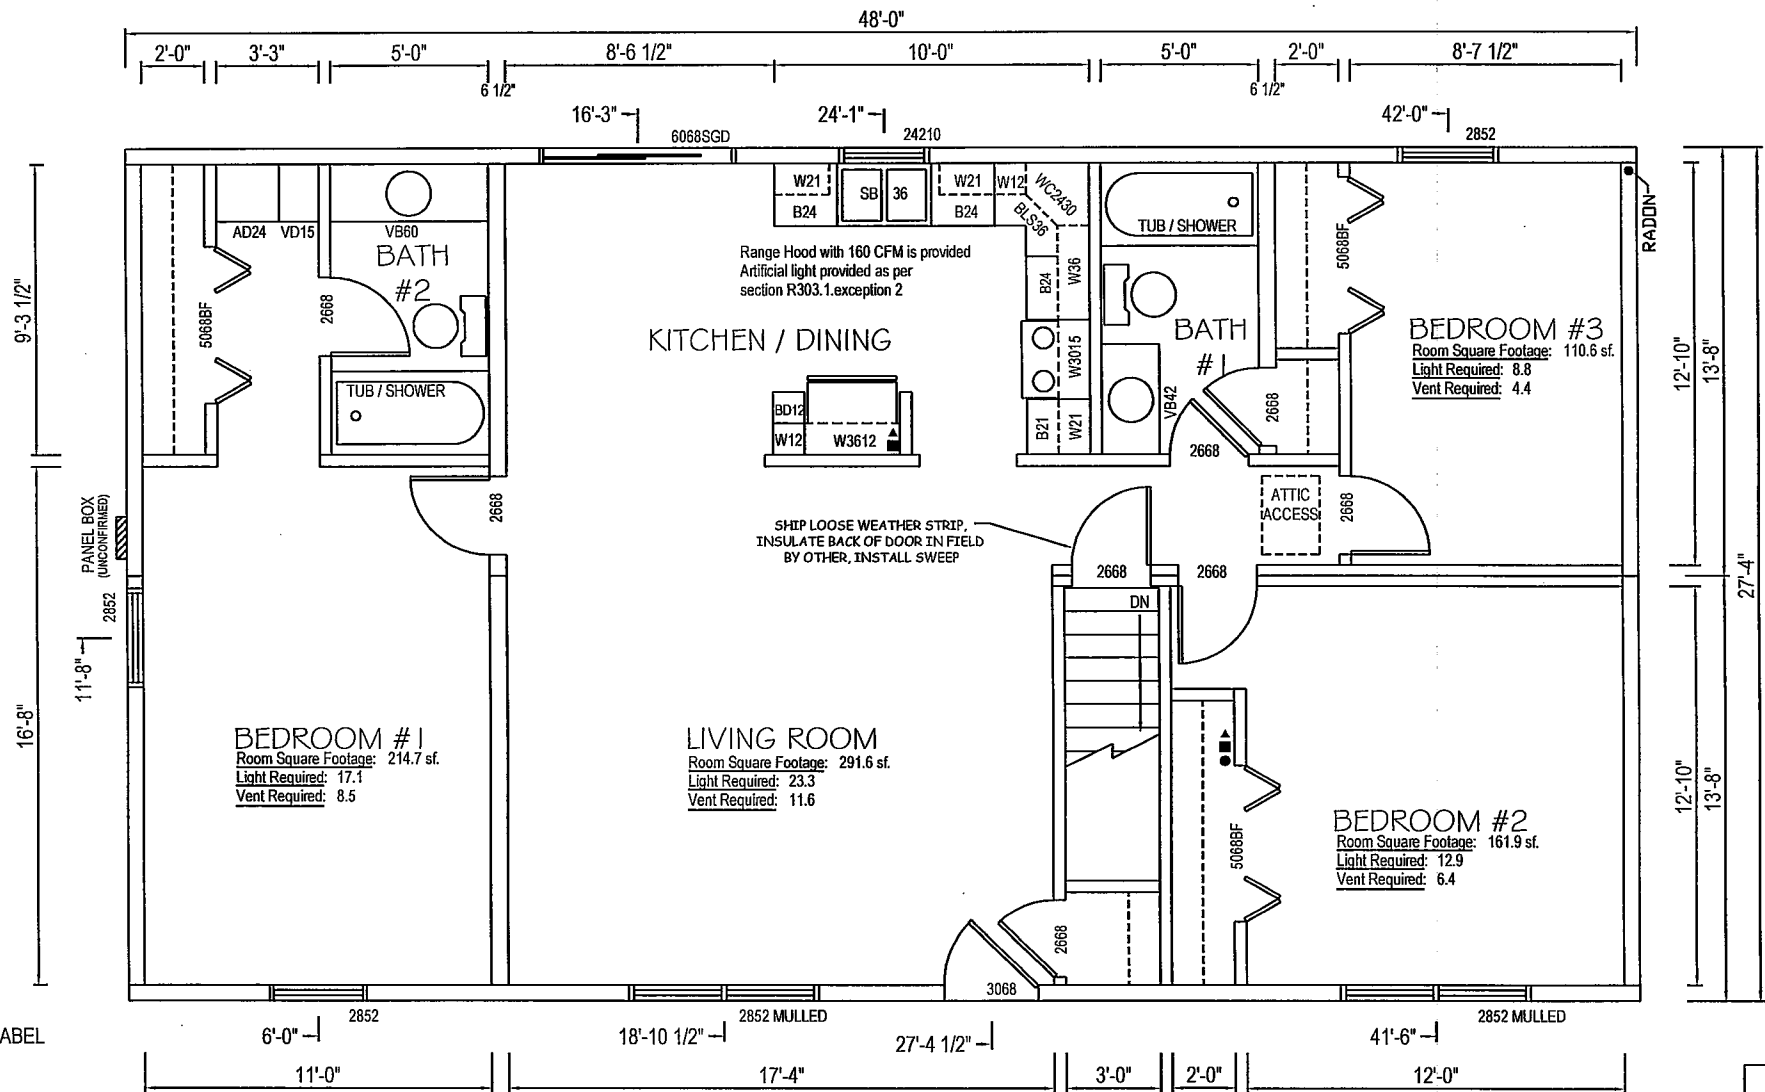 48'-0"
2'-0" 3'-3" 5'-0" 8'-6 1/2" 10'-0" 5'-0" 2'-0" 8'-7 1/2"
6 1/2" 6 1/2"
16'-3" 24'-1" 42'-0"
6068SGD 24210 2852
W21 SB 36 W21 W12 WC2430
B24 B24 BLS36
AD24 VD15 VB60
BATH
#2
TUB / SHOWER
RADON
Range Hood with 160 CFM is provided
Artificial light provided as per
section R303.1.exception 2
B24 W36
5068BF
2668
5068BF
9'-3 1/2"
KITCHEN / DINING
W3015
BATH
#1
BEDROOM #3
Room Square Footage: 110.6 sf.
Light Required: 8.8
Vent Required: 4.4
12'-10"
13'-8"
27'-4"
TUB / SHOWER
BD12
W12 W3612
B21 W21
VB42
2668
2668
PANEL BOX
(UNCONFIRMED)
2668
ATTIC
ACCESS
2668
SHIP LOOSE WEATHER STRIP,
INSULATE BACK OF DOOR IN FIELD
BY OTHER, INSTALL SWEEP
2668 2668
DN
2852
11'-8"
16'-8"
BEDROOM #1
Room Square Footage: 214.7 sf.
Light Required: 17.1
Vent Required: 8.5
LIVING ROOM
Room Square Footage: 291.6 sf.
Light Required: 23.3
Vent Required: 11.6
5068BF
BEDROOM #2
Room Square Footage: 161.9 sf.
Light Required: 12.9
Vent Required: 6.4
12'-10"
13'-8"
2668
3068
2852 2852 MULLED 2852 MULLED
ABEL
6'-0" 18'-10 1/2" 27'-4 1/2" 41'-6"
11'-0" 17'-4" 3'-0" 2'-0" 12'-0"